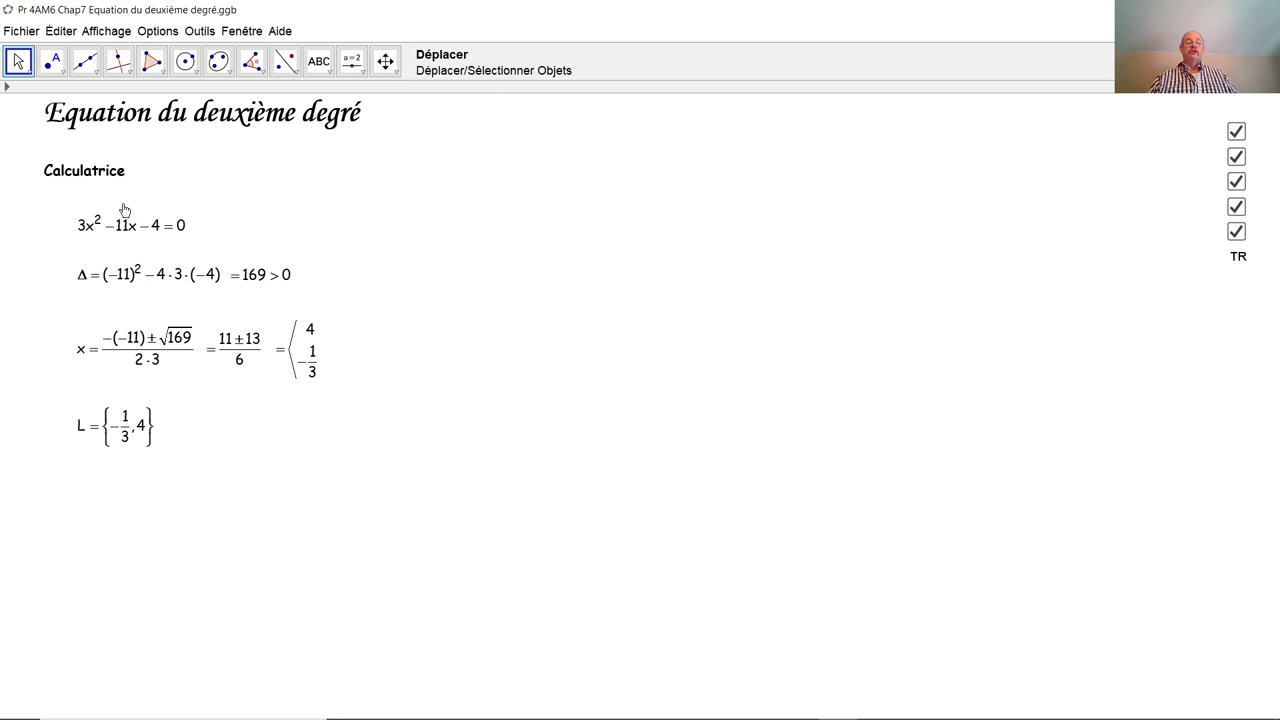 Pr 4AM6 Chap7 Equation du deuxième degré.ggb
Fichier Éditer Affichage Options Outils Fenêtre Aide
A
ABC
a=2
Déplacer
Déplacer/Sélectionner Objets
Equation du deuxième degré
Calculatrice
3x² −11x − 4 = 0
Δ = (−11)² − 4 · 3 · (−4) = 169 > 0
x = (−(−11) ± √169) / (2 · 3) = (11 ± 13) / 6 = ⟨ 4
−1/3
L = {−1/3, 4}
TR